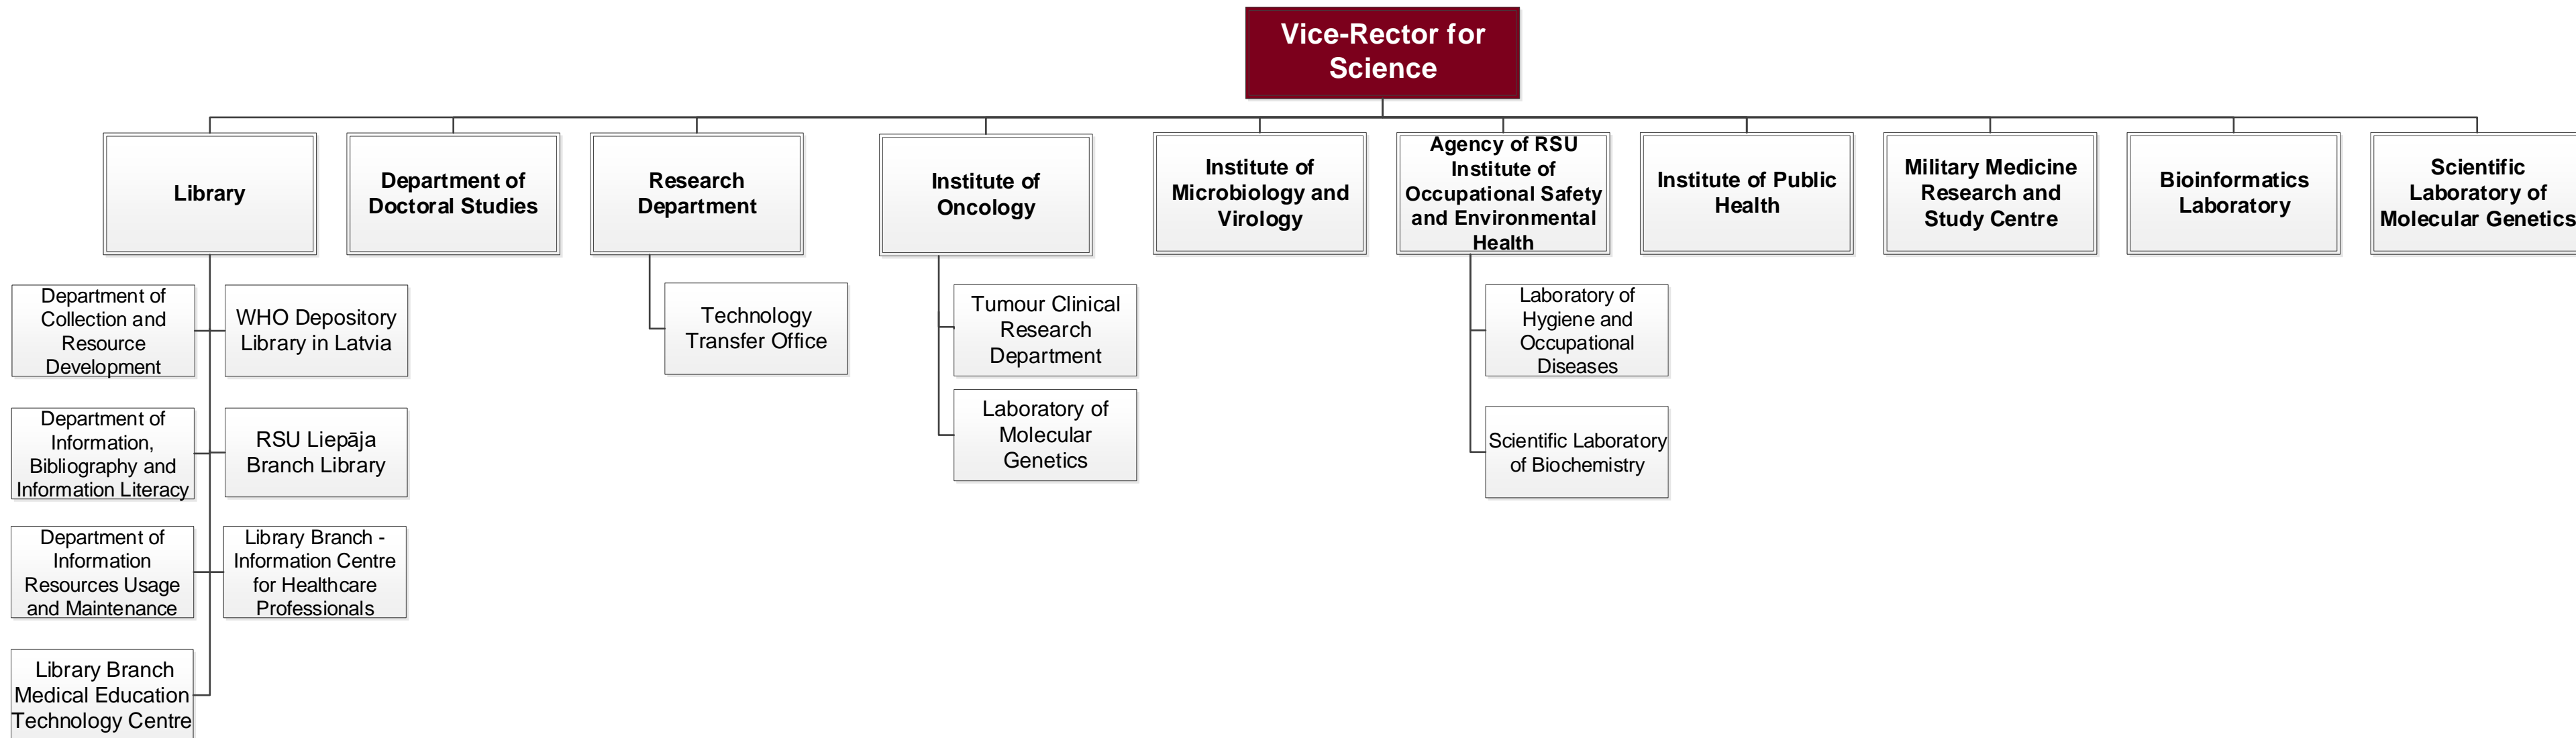 Vice-Rector for
Science
Library
Department of
Doctoral Studies
Research
Department
Institute of
Oncology
Institute of
Microbiology and
Virology
Agency of RSU
Institute of
Occupational Safety
and Environmental
Health
Institute of Public
Health
Military Medicine
Research and
Study Centre
Bioinformatics
Laboratory
Scientific
Laboratory of
Molecular Genetics
Department of
Collection and
Resource
Development
WHO Depository
Library in Latvia
Technology
Transfer Office
Tumour Clinical
Research
Department
Laboratory of
Hygiene and
Occupational
Diseases
Department of
Information,
Bibliography and
Information Literacy
RSU Liepāja
Branch Library
Laboratory of
Molecular
Genetics
Scientific Laboratory
of Biochemistry
Department of
Information
Resources Usage
and Maintenance
Library Branch -
Information Centre
for Healthcare
Professionals
Library Branch
Medical Education
Technology Centre